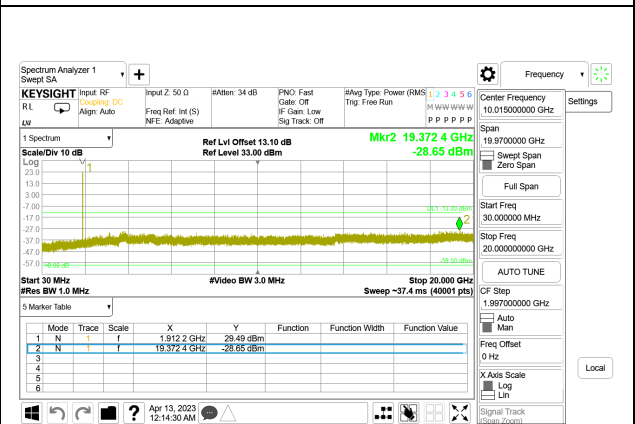 Spectrum Analyzer 1
Swept SA
Frequency
KEYSIGHT
RL
Input: RF
Coupling: DC
Align: Auto
Input Z: 50 Ω
Freq Ref: Int (S)
NFE: Adaptive
#Atten: 34 dB
PNO: Fast
Gate: Off
IF Gain: Low
Sig Track: Off
#Avg Type: Power (RMS
Trig: Free Run
1 2 3 4 5 6
M W W W W W
P P P P P P
Center Frequency
10.015000000 GHz
Settings
Span
19.9700000 GHz
Swept Span
Zero Span
Full Span
Start Freq
30.000000 MHz
Stop Freq
20.000000000 GHz
AUTO TUNE
CF Step
1.997000000 GHz
Auto
Man
Freq Offset
0 Hz
X Axis Scale
Log
Lin
Signal Track
(Span Zoom)
Local
1 Spectrum
Scale/Div 10 dB
Ref Lvl Offset 13.10 dB
Ref Level 33.00 dBm
Mkr2 19.372 4 GHz
-28.65 dBm
Log
23.0
13.0
3.00
-7.00
-17.0
-27.0
-37.0
-47.0
-57.0
1
2
DL1 -13.00 dBm
Start 30 MHz
#Res BW 1.0 MHz
#Video BW 3.0 MHz
Stop 20.000 GHz
Sweep ~37.4 ms (40001 pts)
5 Marker Table
Mode Trace Scale X Y Function Function Width Function Value
1 N 1 f 1.912 2 GHz 29.49 dBm
2 N 1 f 19.372 4 GHz -28.65 dBm
3
4
5
6
?
Apr 13, 2023
12:14:30 AM